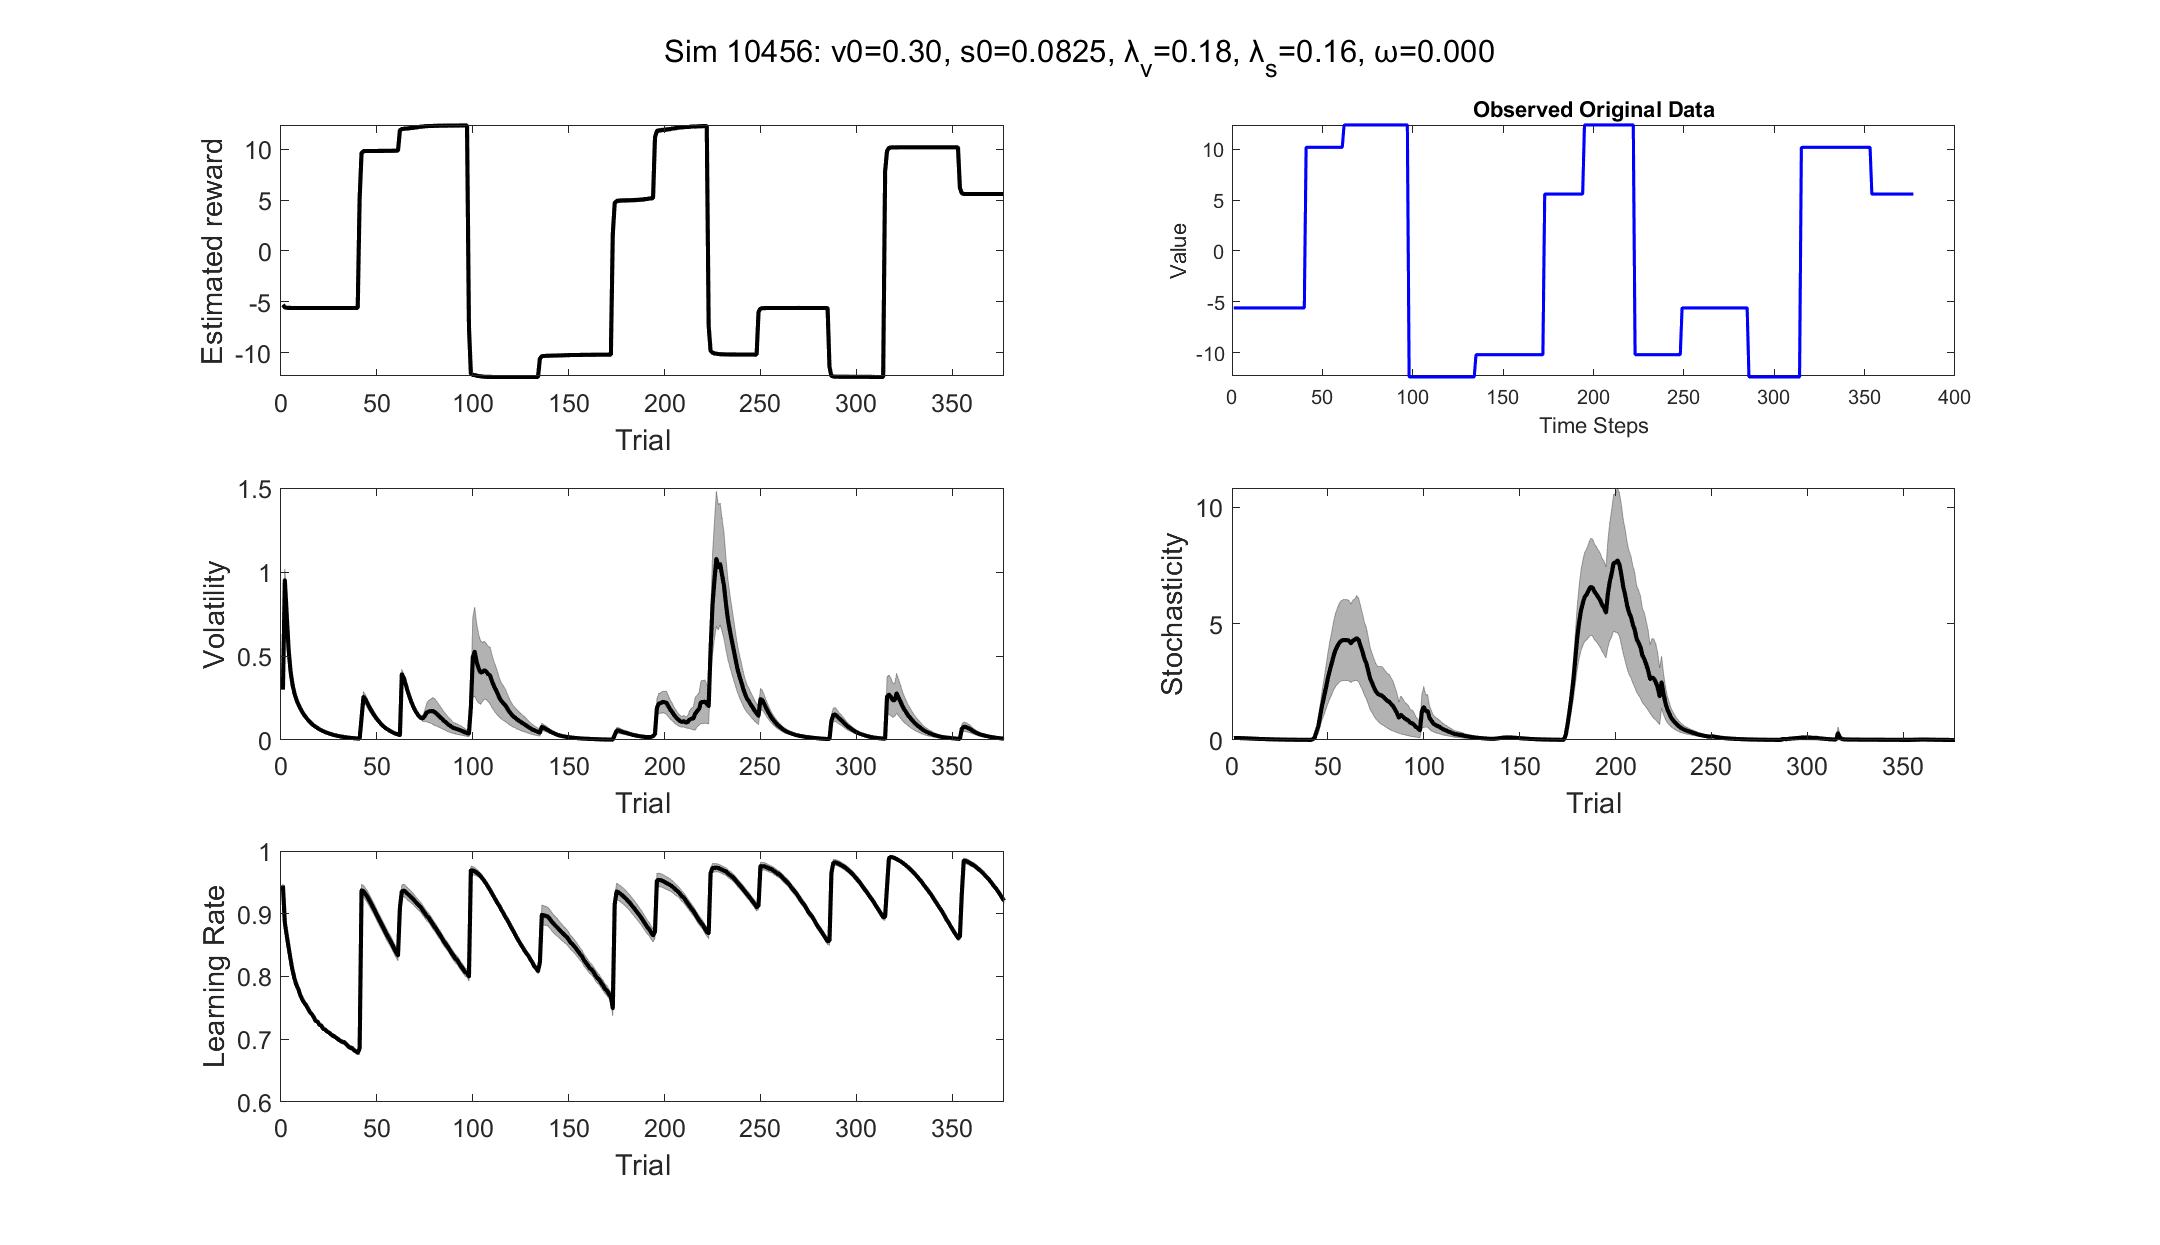 Sim 10456: v0=0.30, s0=0.0825, λ_v=0.18, λ_s=0.16, ω=0.000
Estimated reward
10
5
0
-5
-10
0 50 100 150 200 250 300 350
Trial
Observed Original Data
Value
10
5
0
-5
-10
0 50 100 150 200 250 300 350 400
Time Steps
Volatility
1.5
1
0.5
0
0 50 100 150 200 250 300 350
Trial
Stochasticity
10
5
0
0 50 100 150 200 250 300 350
Trial
Learning Rate
1
0.9
0.8
0.7
0.6
0 50 100 150 200 250 300 350
Trial